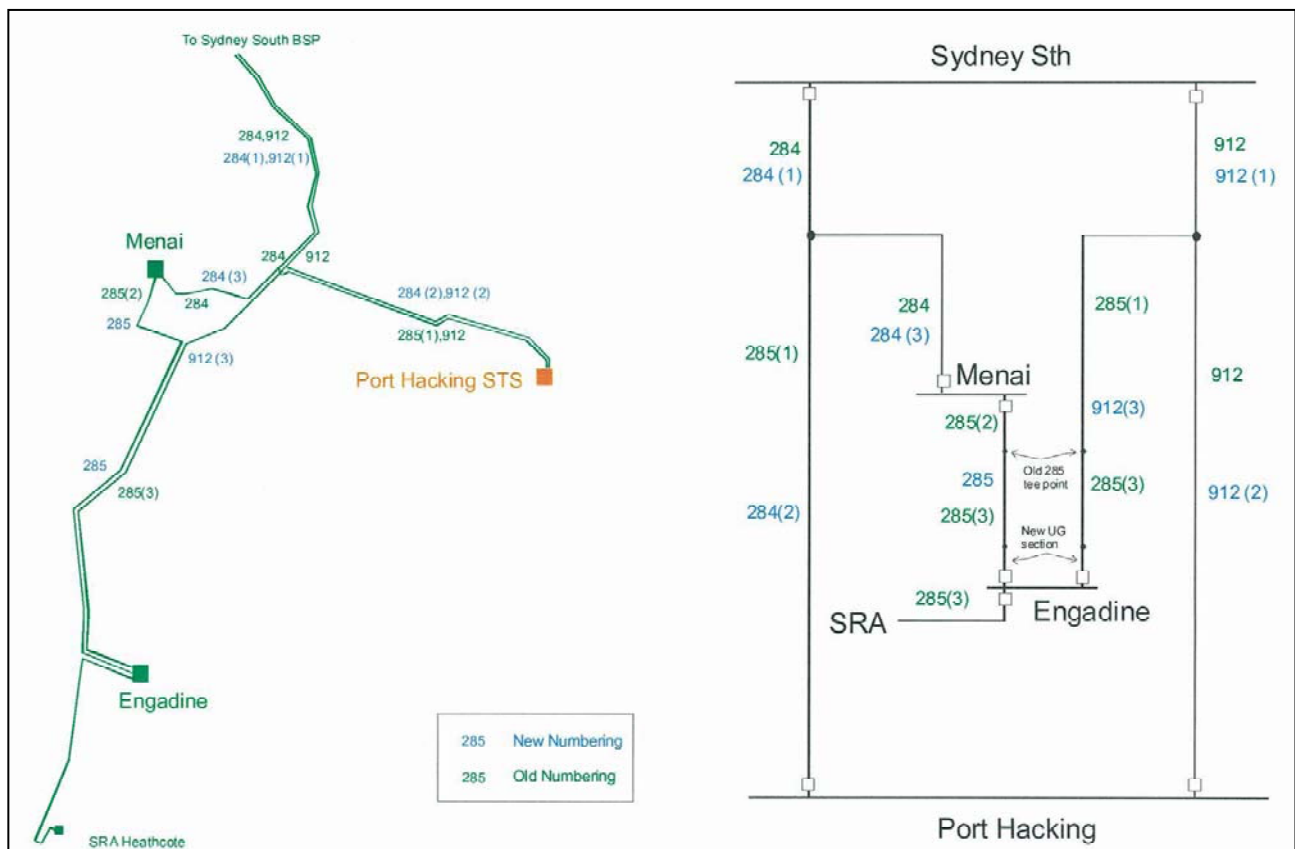 To Sydney South BSP
284,912
284(1),912(1)
Menai
284
912
284 (3)
285(2)
284
284 (2),912 (2)
285
285(1),912
912 (3)
Port Hacking STS
285
285(3)
Engadine
285 New Numbering
285 Old Numbering
SRA Heathcote
Sydney Sth
284
284 (1)
912
912 (1)
284
284 (3)
285(1)
285(1)
912
Menai
285(2)
912(3)
Old 285
tee point
285
285(3)
285(3)
284(2)
912 (2)
New UG
section
285(3)
SRA
Engadine
Port Hacking